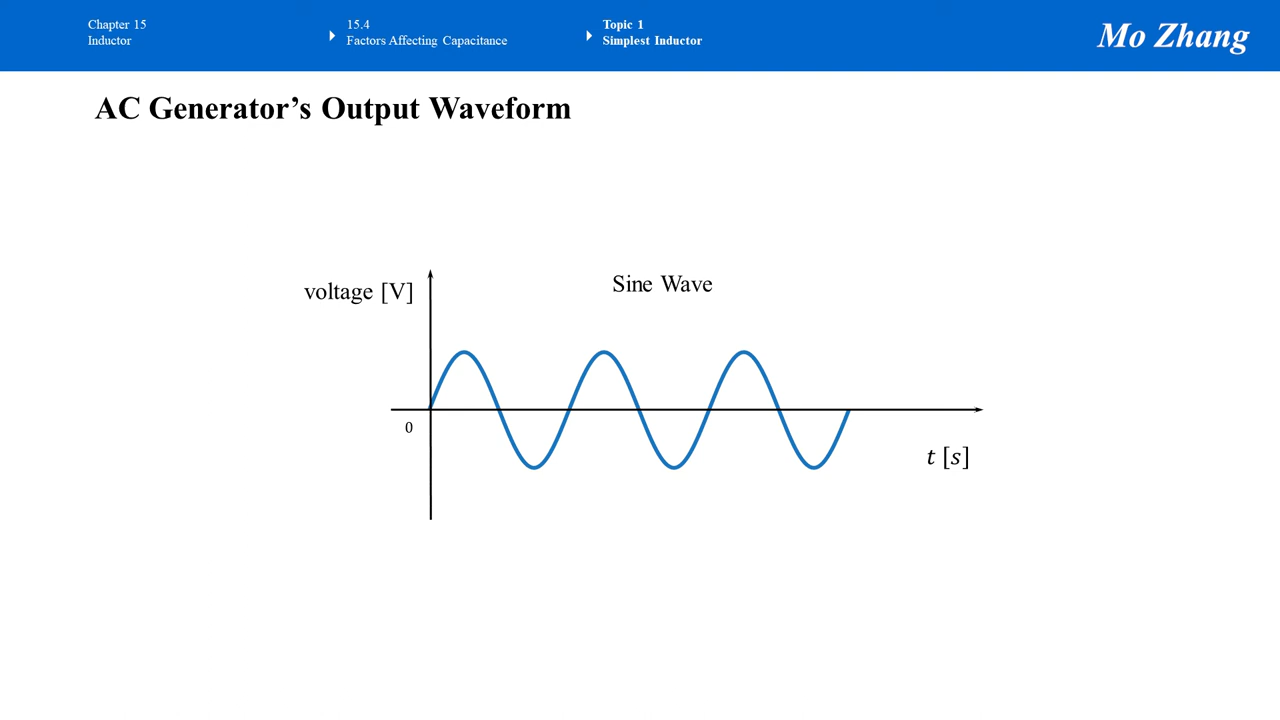 Chapter 15
Inductor
15.4
Factors Affecting Capacitance
Topic 1
Simplest Inductor
Mo Zhang
AC Generator’s Output Waveform
voltage [V]
Sine Wave
0
t [s]